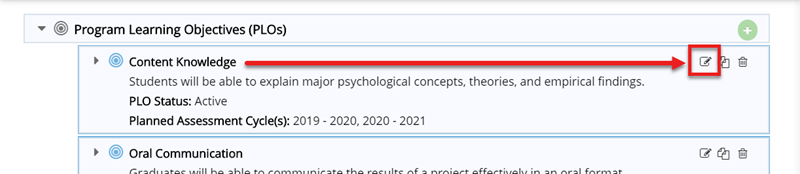 Program Learning Objectives (PLOs)
Content Knowledge
Students will be able to explain major psychological concepts, theories, and empirical findings.
PLO Status: Active
Planned Assessment Cycle(s): 2019 - 2020, 2020 - 2021
Oral Communication
Graduates will be able to communicate the results of a project effectively in an oral format